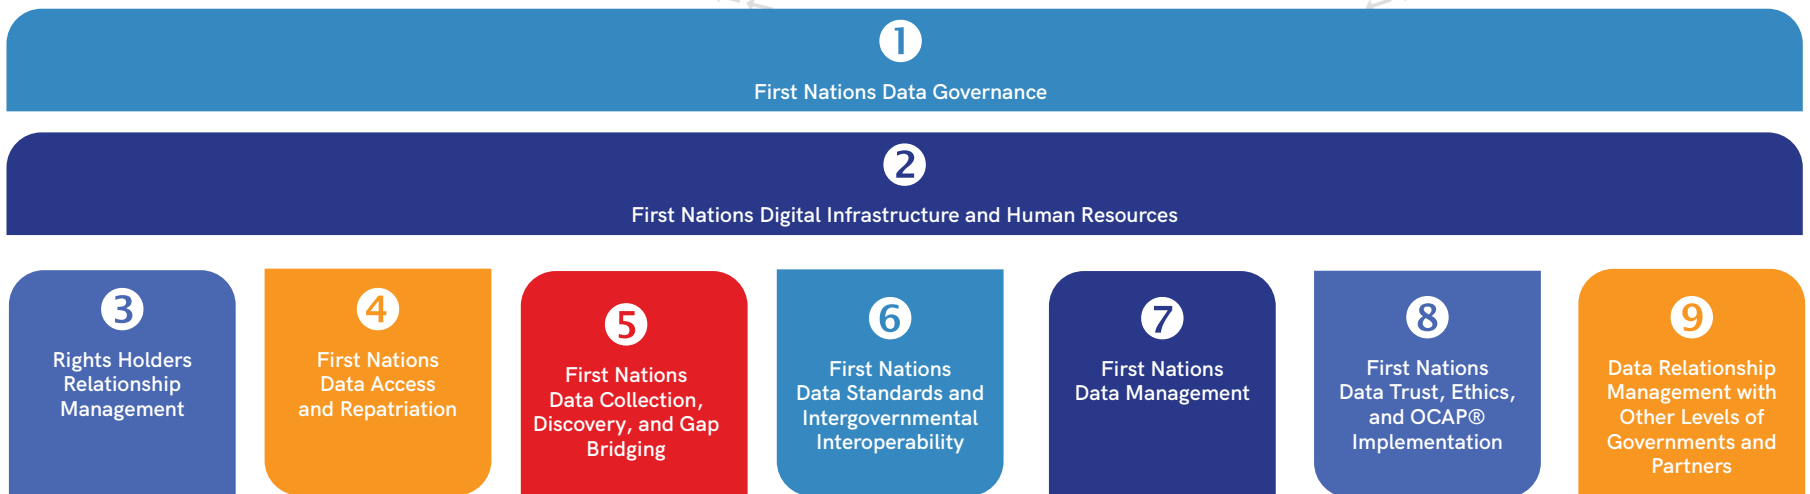 1
First Nations Data Governance
2
First Nations Digital Infrastructure and Human Resources
3
Rights Holders
Relationship
Management
4
First Nations
Data Access
and Repatriation
5
First Nations
Data Collection,
Discovery, and Gap
Bridging
6
First Nations
Data Standards and
Intergovernmental
Interoperability
7
First Nations
Data Management
8
First Nations
Data Trust, Ethics,
and OCAP®
Implementation
9
Data Relationship
Management with
Other Levels of
Governments and
Partners